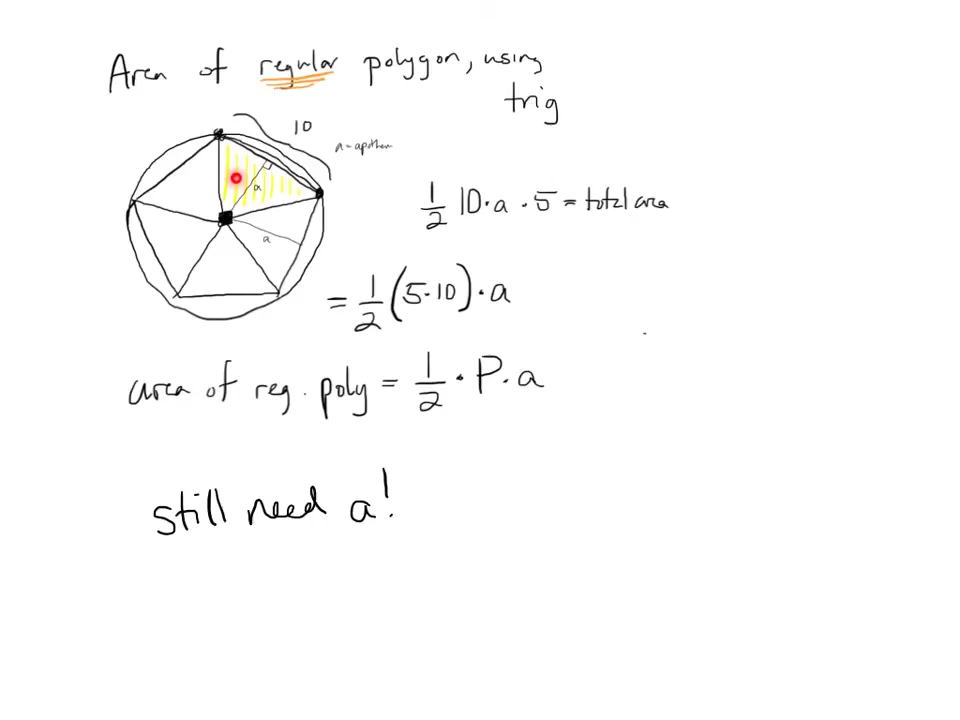 Area of regular polygon, using
trig
10
a = apothem
a
a
1/2 10 · a · 5 = total area
= 1/2 (5·10) · a
area of reg. poly = 1/2 · P · a
still need a!